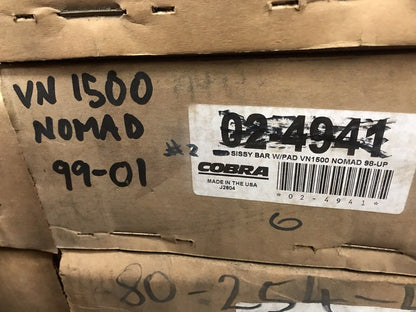 VN 1500
NOMAD
99-01
#2
02-4941
SISSY BAR W/PAD VN1500 NOMAD 98-UP
COBRA
MADE IN THE USA
J2804
*02-4941*
6
80-254-